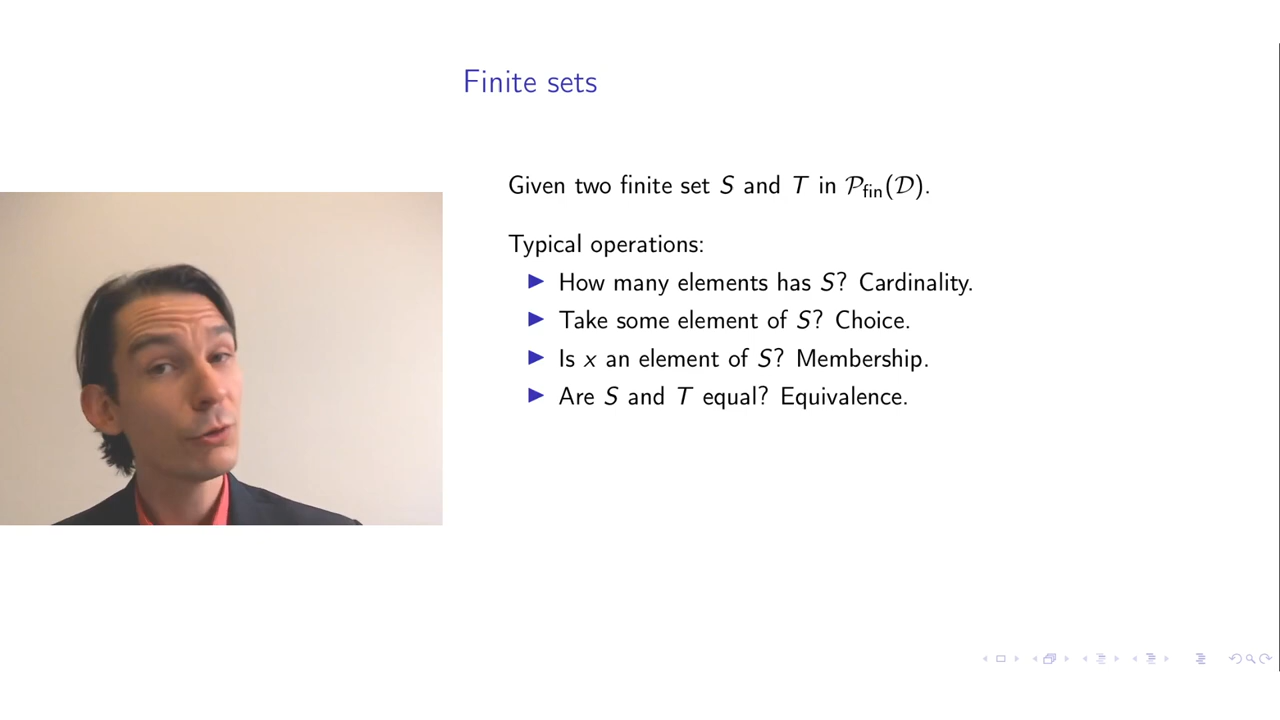 Finite sets
Given two finite set S and T in 𝒫fin(𝒟).
Typical operations:
▶ How many elements has S? Cardinality.
▶ Take some element of S? Choice.
▶ Is x an element of S? Membership.
▶ Are S and T equal? Equivalence.